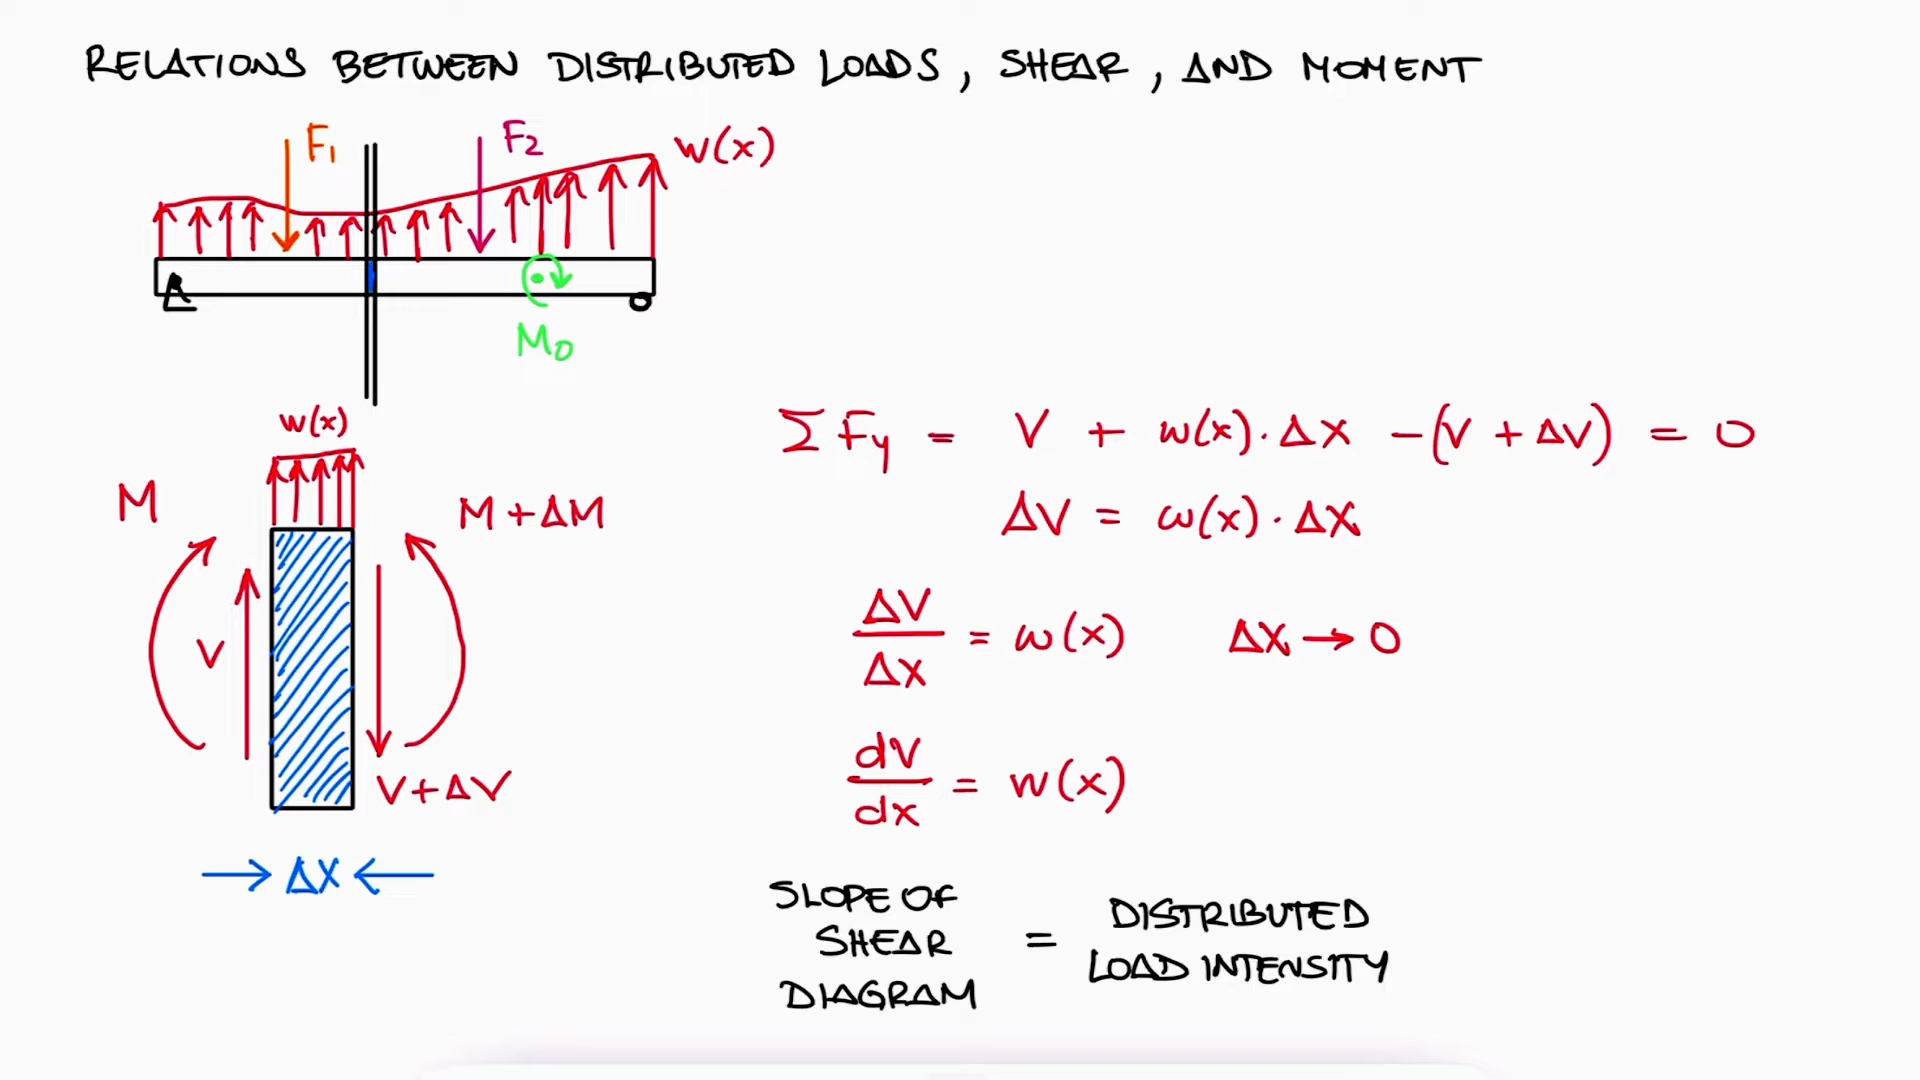 RELATIONS BETWEEN DISTRIBUTED LOADS, SHEAR, AND MOMENT
F₁
F₂
w(x)
M₀
w(x)
M
M + ΔM
V
V + ΔV
→ ΔX ←
ΣFy = V + w(x)·ΔX -(V + ΔV) = 0
ΔV = w(x)·ΔX
ΔV/ΔX = w(x) ΔX → 0
dV/dx = w(x)
SLOPE OF SHEAR DIAGRAM = DISTRIBUTED LOAD INTENSITY